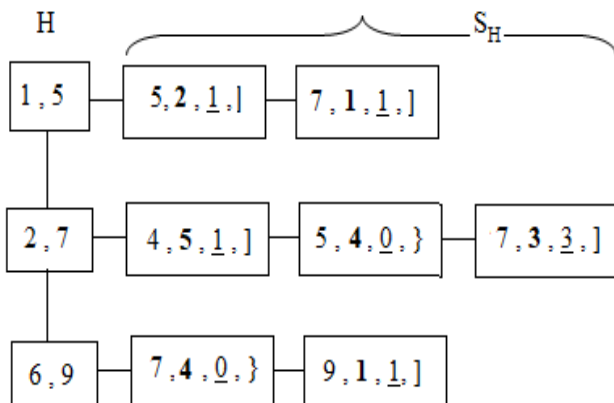 H S_H
1 , 5 5, 2 , 1 , ] 7 , 1 , 1 , ]
2 , 7 4 , 5 , 1 , ] 5 , 4 , 0 , } 7 , 3 , 3 , ]
6 , 9 7 , 4 , 0 , } 9 , 1 , 1 , ]